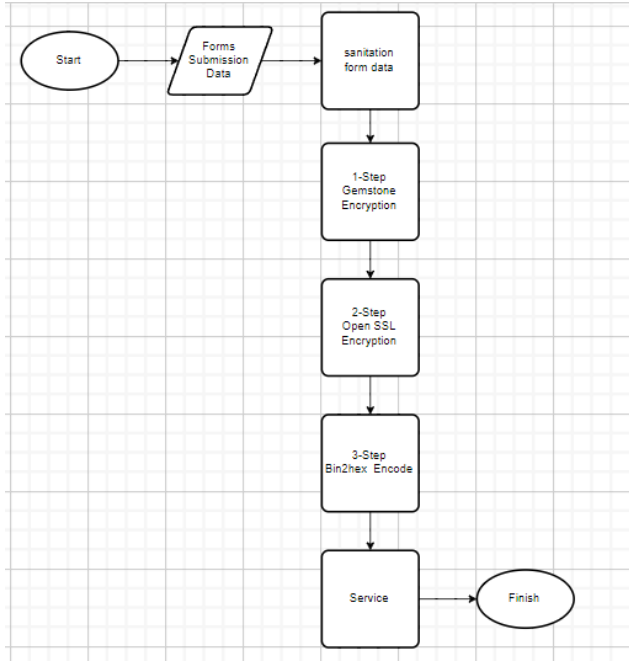 Start
Forms
Submission
Data
sanitation
form data
1-Step
Gemstone
Encryption
2-Step
Open SSL
Encryption
3-Step
Bin2hex Encode
Service
Finish